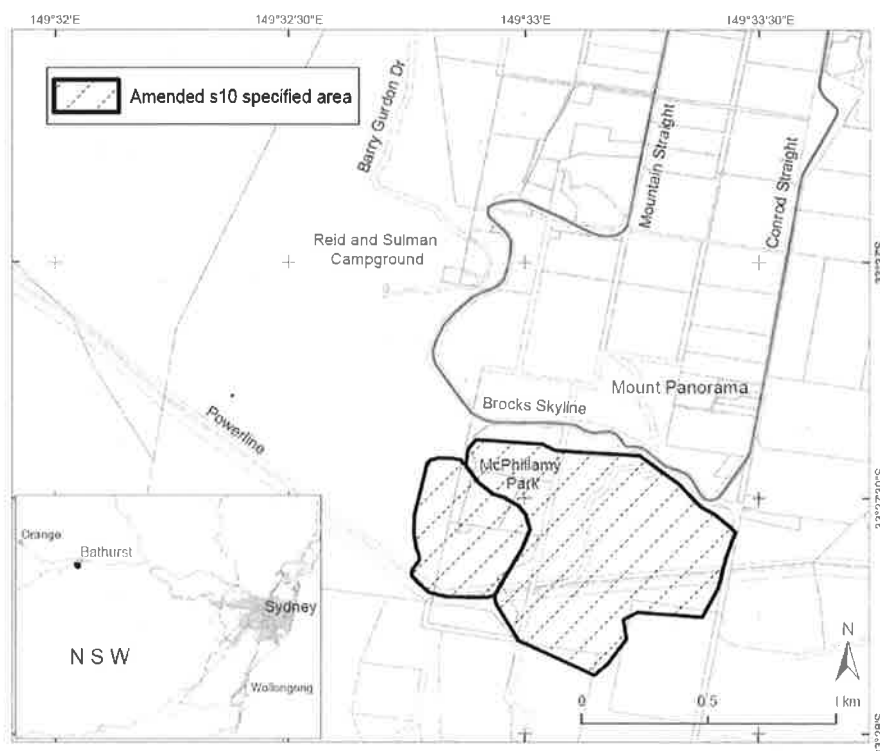 149°32'E
149°32'30"E
149°33'E
149°33'30"E
Amended s10 specified area
Barry Gurdon Dr
Mountain Straight
Conrod Straight
Reid and Sulman
Campground
Mount Panorama
Brocks Skyline
Powerline
McPhillamy
Park
Orange
Bathurst
Sydney
NSW
Wollongong
N
0
0.5
1 km